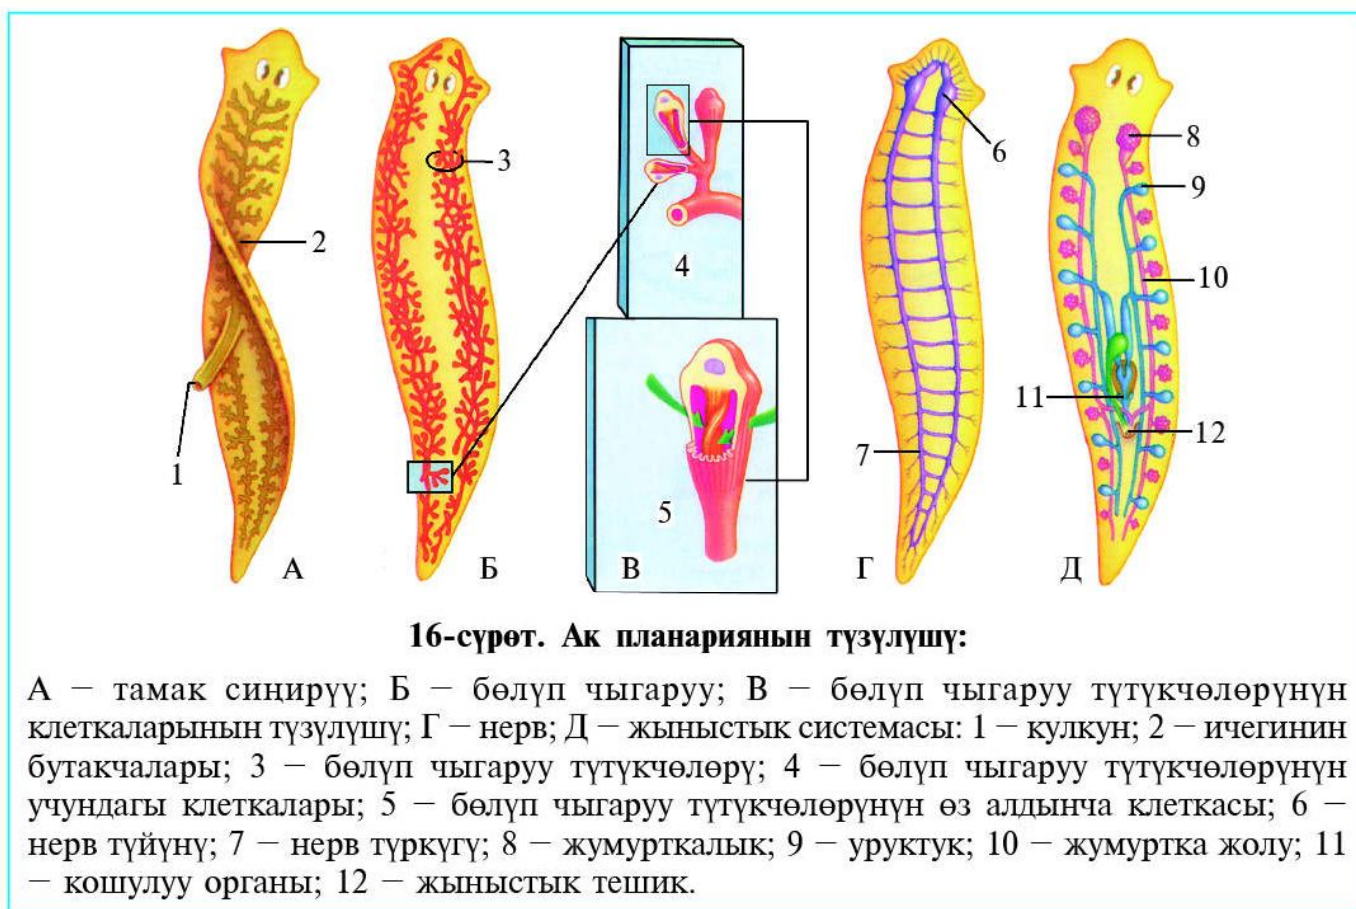 3
2
4
1
5
6
7
8
9
10
11
12
А
Б
В
Г
Д
16-сүрөт. Ак планариянын түзүлүшү:
А – тамак сиңирүү; Б – бөлүп чыгаруу; В – бөлүп чыгаруу түтүкчөлөрүнүн
клеткаларынын түзүлүшү; Г – нерв; Д – жыныстык системасы: 1 – кулкун; 2 – ичегинин
бутакчалары; 3 – бөлүп чыгаруу түтүкчөлөрү; 4 – бөлүп чыгаруу түтүкчөлөрүнүн
учундагы клеткалары; 5 – бөлүп чыгаруу түтүкчөлөрүнүн өз алдынча клеткасы; 6 –
нерв түйүнү; 7 – нерв түркүгү; 8 – жумурткалык; 9 – уруктук; 10 – жумуртка жолу; 11
– кошулуу органы; 12 – жыныстык тешик.